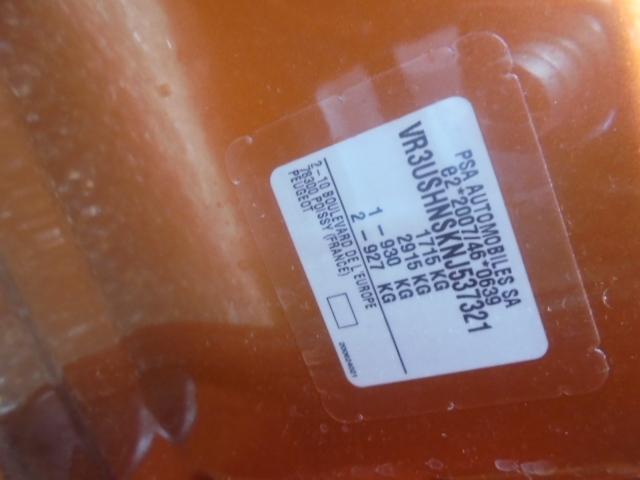 PSA AUTOMOBILES SA
e2*2007/46*0639
VR3USHNSKNJ537321
1715 KG
2915 KG
1 - 930 KG
2 - 927 KG
2-10 BOULEVARD DE L'EUROPE
78300 POISSY (FRANCE)
PEUGEOT